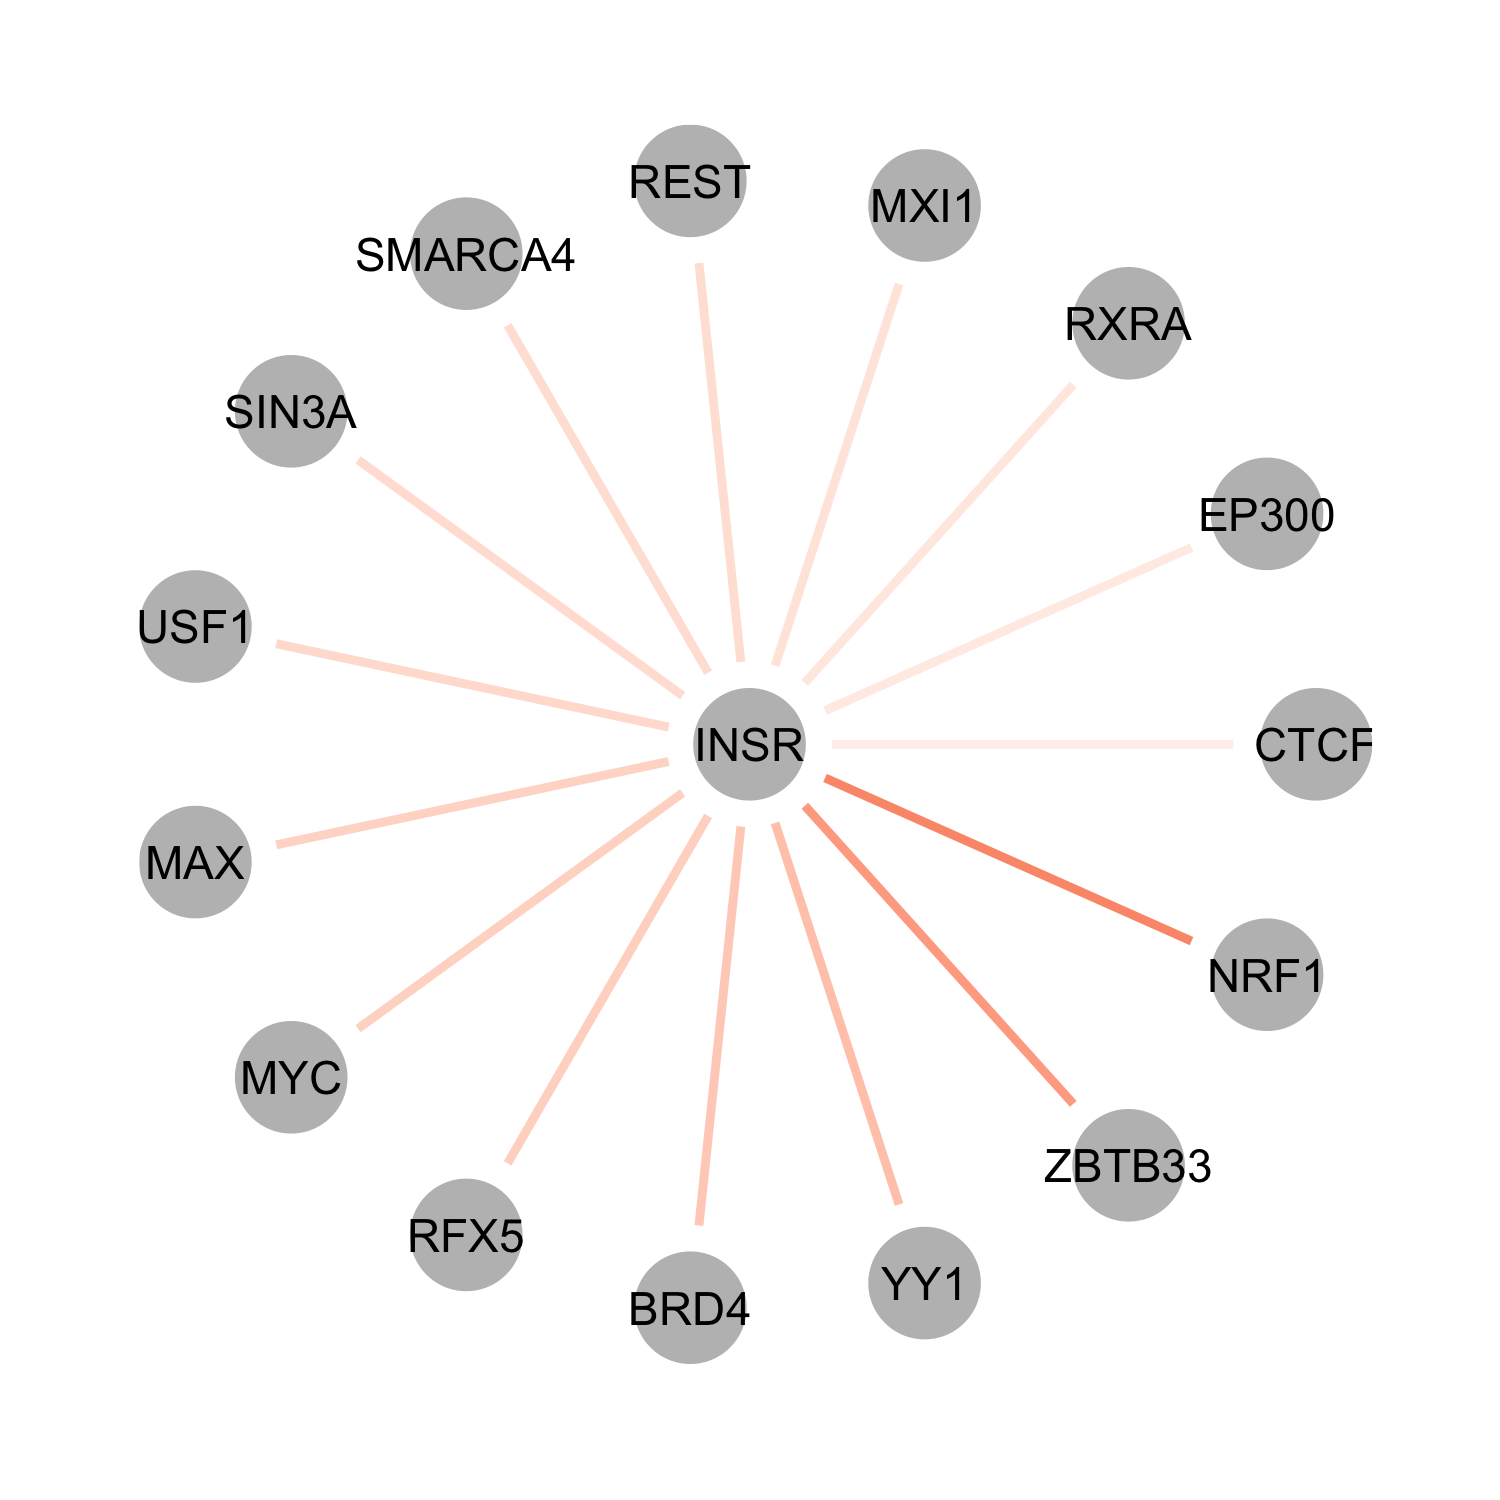 REST
MXI1
SMARCA4
RXRA
SIN3A
EP300
USF1
INSR
CTCF
MAX
NRF1
MYC
ZBTB33
RFX5
YY1
BRD4